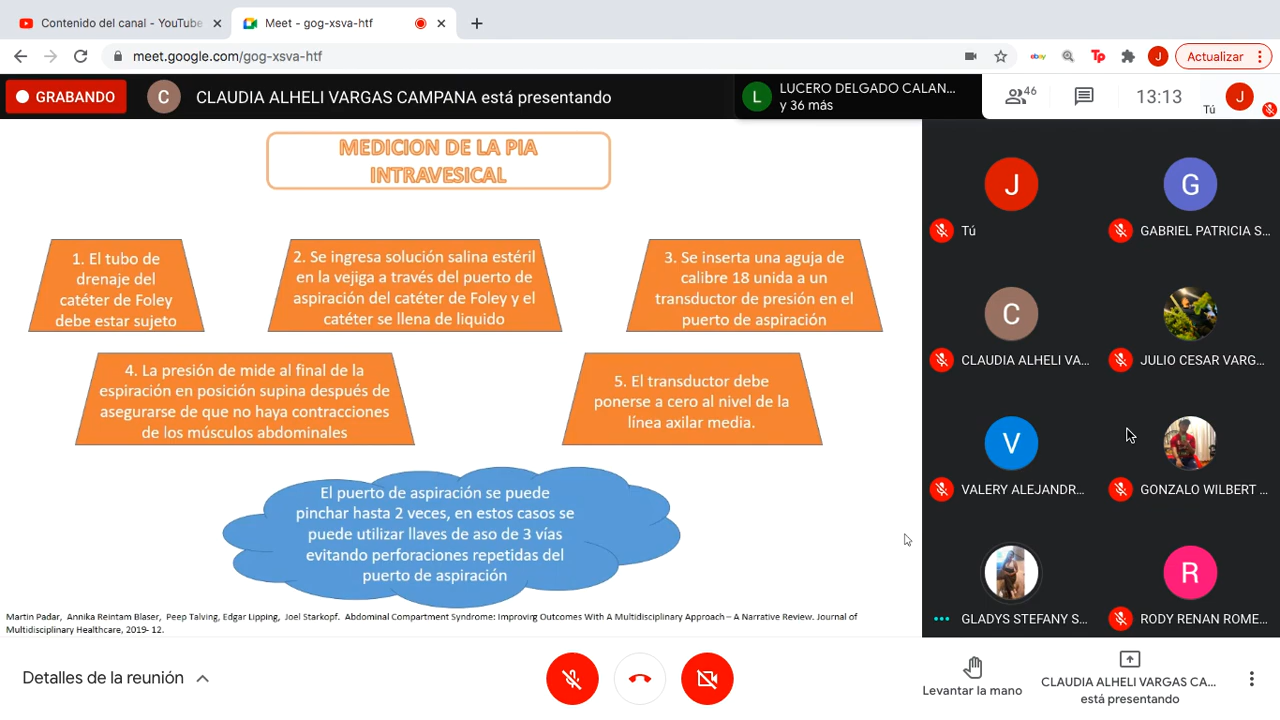 Contenido del canal - YouTube
Meet - gog-xsva-htf
meet.google.com/gog-xsva-htf
ebay
Tp
J
Actualizar
GRABANDO
C
CLAUDIA ALHELI VARGAS CAMPANA está presentando
L
LUCERO DELGADO CALAN...
y 36 más
46
13:13
Tú
J
MEDICION DE LA PIA
INTRAVESICAL
1. El tubo de
drenaje del
catéter de Foley
debe estar sujeto
2. Se ingresa solución salina estéril
en la vejiga a través del puerto de
aspiración del catéter de Foley y el
catéter se llena de liquido
3. Se inserta una aguja de
calibre 18 unida a un
transductor de presión en el
puerto de aspiración
4. La presión de mide al final de la
espiración en posición supina después de
asegurarse de que no haya contracciones
de los músculos abdominales
5. El transductor debe
ponerse a cero al nivel de la
línea axilar media.
El puerto de aspiración se puede
pinchar hasta 2 veces, en estos casos se
puede utilizar llaves de aso de 3 vías
evitando perforaciones repetidas del
puerto de aspiración
Martin Padar, Annika Reintam Blaser, Peep Talving, Edgar Lipping, Joel Starkopf. Abdominal Compartment Syndrome: Improving Outcomes With A Multidisciplinary Approach – A Narrative Review. Journal of
Multidisciplinary Healthcare, 2019- 12.
J
Tú
G
GABRIEL PATRICIA S...
C
CLAUDIA ALHELI VA...
JULIO CESAR VARG...
V
VALERY ALEJANDR...
GONZALO WILBERT ...
GLADYS STEFANY S...
R
RODY RENAN ROME...
Detalles de la reunión
Levantar la mano
CLAUDIA ALHELI VARGAS CA...
está presentando